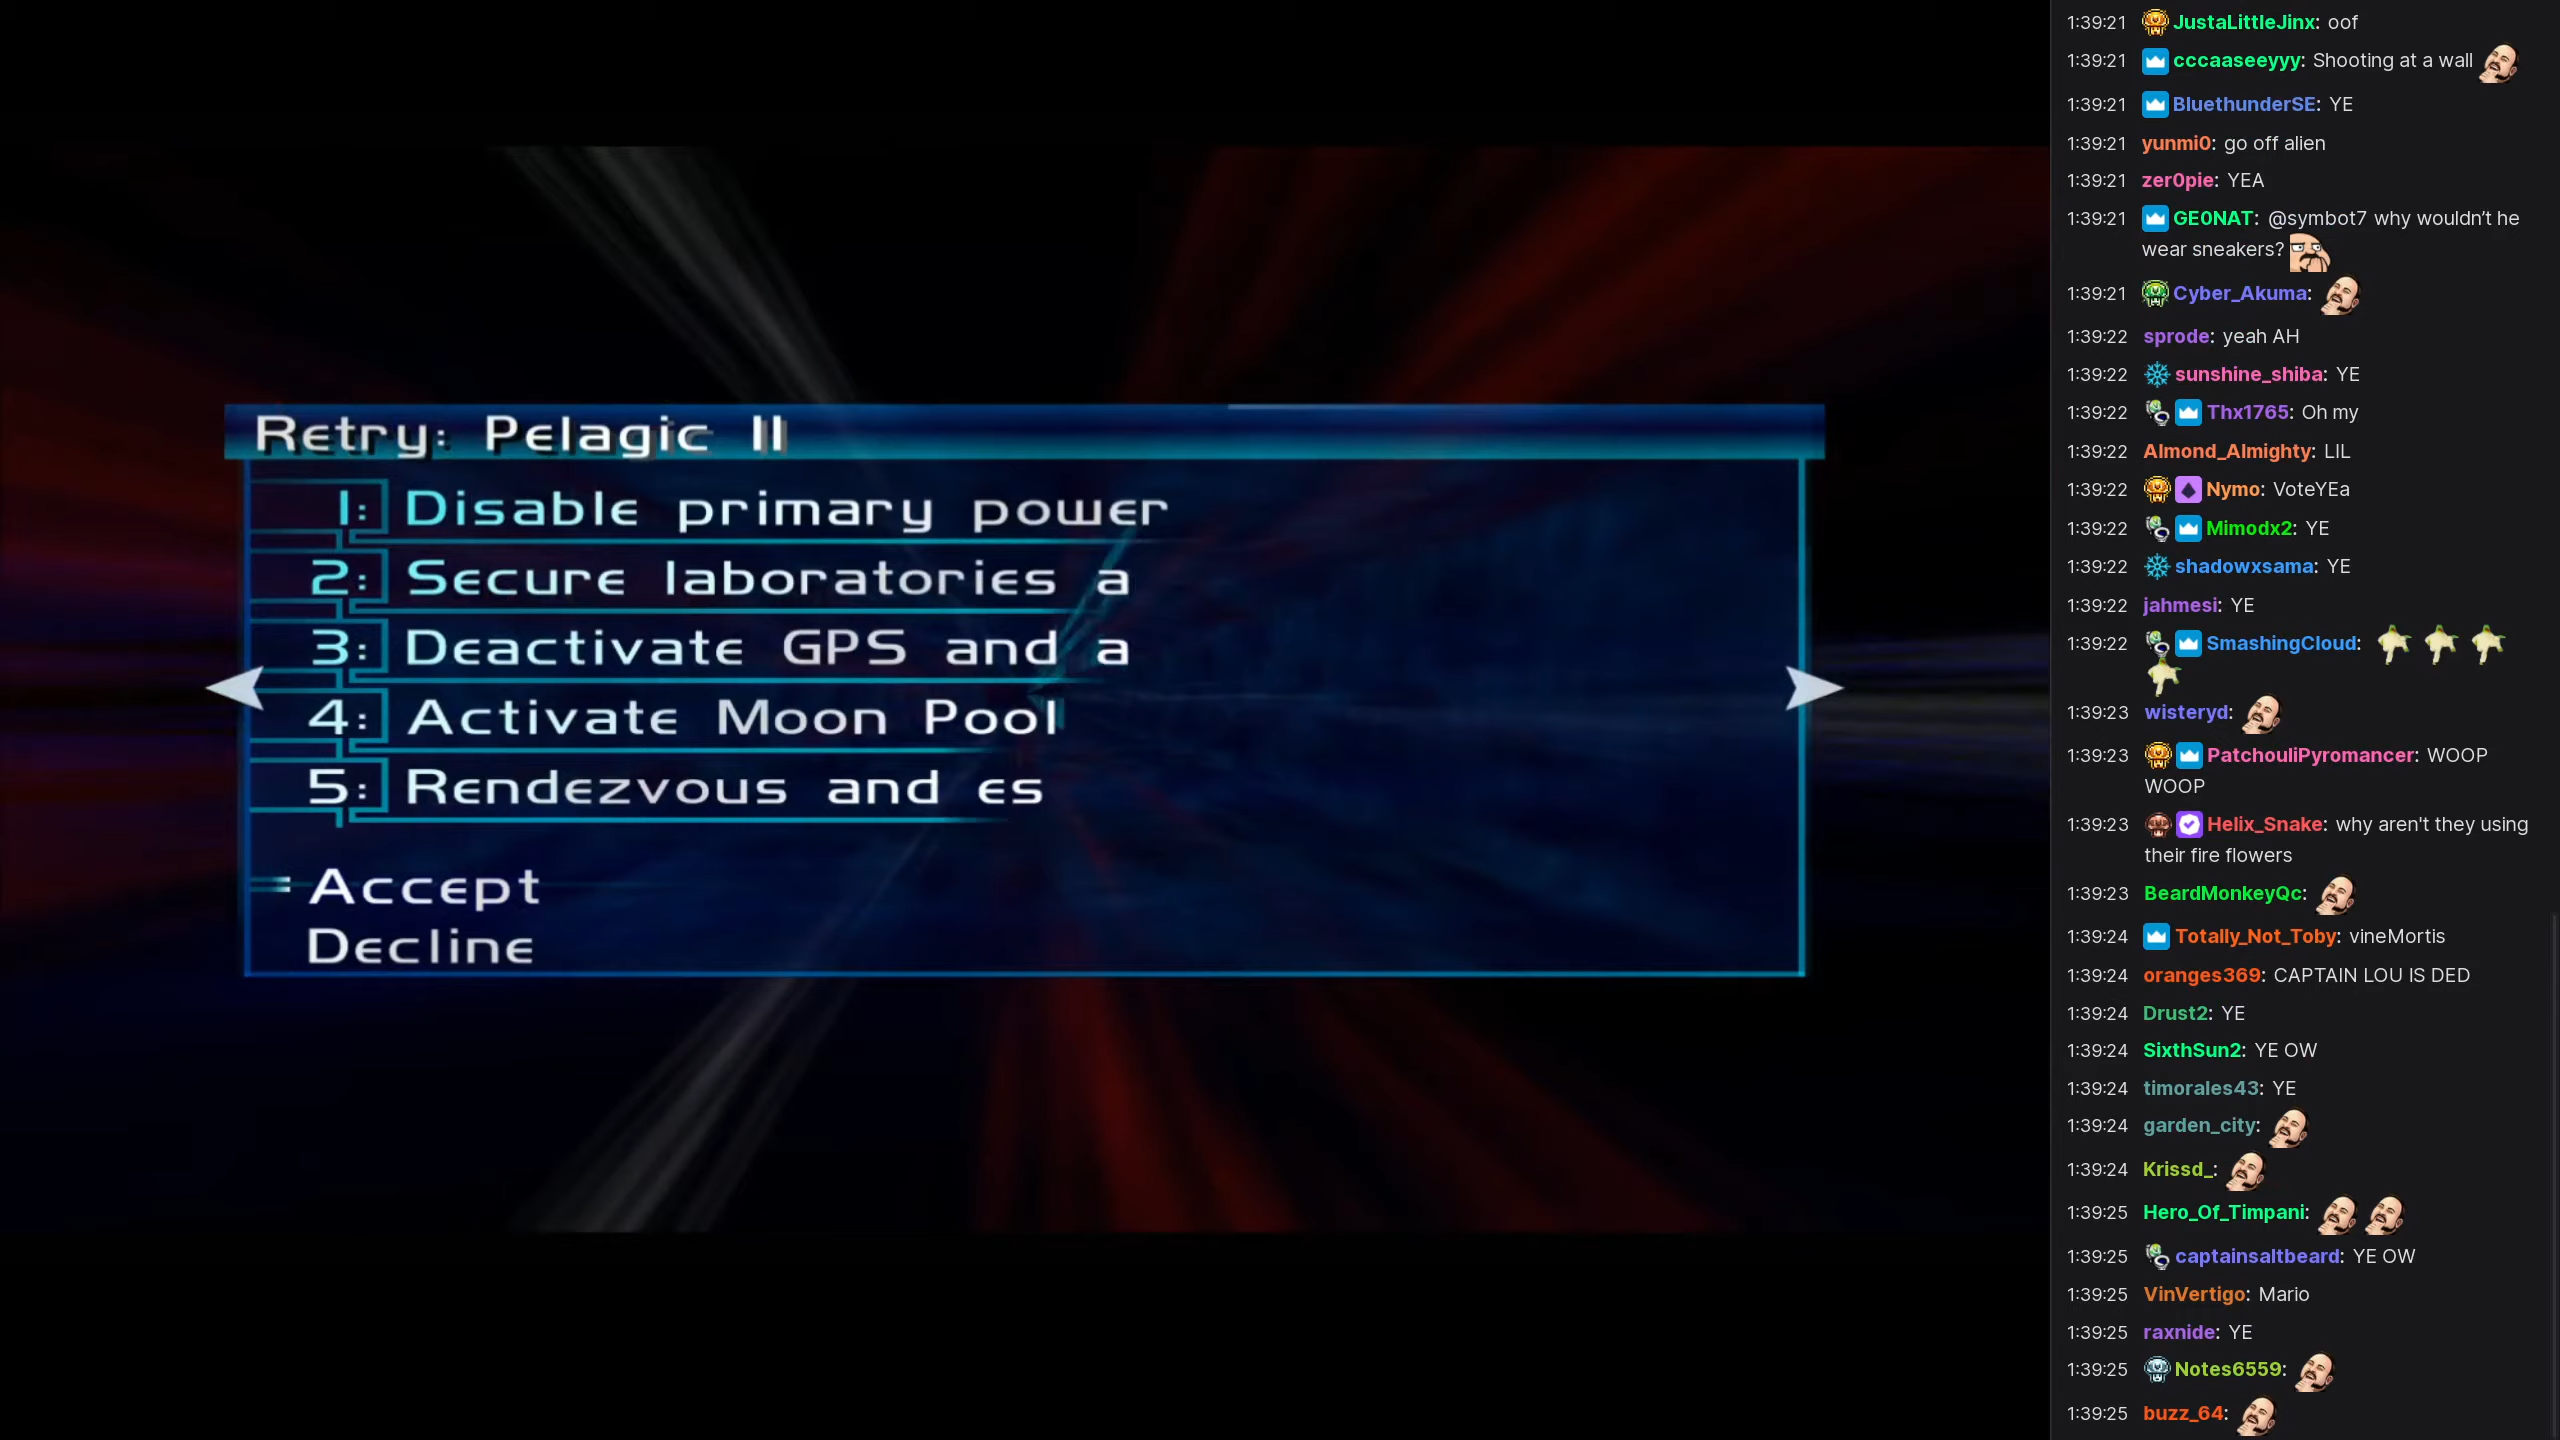 Retry: Pelagic II
1: Disable primary power
2: Secure laboratories a
3: Deactivate GPS and a
4: Activate Moon Pool
5: Rendezvous and es
Accept
Decline
1:39:21 JustaLittleJinx: oof
1:39:21 cccaaseeyyy: Shooting at a wall
1:39:21 BluethunderSE: YE
1:39:21 yunmi0: go off alien
1:39:21 zer0pie: YEA
1:39:21 GE0NAT: @symbot7 why wouldn't he
wear sneakers?
1:39:21 Cyber_Akuma:
1:39:22 sprode: yeah AH
1:39:22 sunshine_shiba: YE
1:39:22 Thx1765: Oh my
1:39:22 Almond_Almighty: LIL
1:39:22 Nymo: VoteYEa
1:39:22 Mimodx2: YE
1:39:22 shadowxsama: YE
1:39:22 jahmesi: YE
1:39:22 SmashingCloud:
1:39:23 wisteryd:
1:39:23 PatchouliPyromancer: WOOP
WOOP
1:39:23 Helix_Snake: why aren't they using
their fire flowers
1:39:23 BeardMonkeyQc:
1:39:24 Totally_Not_Toby: vineMortis
1:39:24 oranges369: CAPTAIN LOU IS DED
1:39:24 Drust2: YE
1:39:24 SixthSun2: YE OW
1:39:24 timorales43: YE
1:39:24 garden_city:
1:39:24 Krissd_:
1:39:25 Hero_Of_Timpani:
1:39:25 captainsaltbeard: YE OW
1:39:25 VinVertigo: Mario
1:39:25 raxnide: YE
1:39:25 Notes6559:
1:39:25 buzz_64: